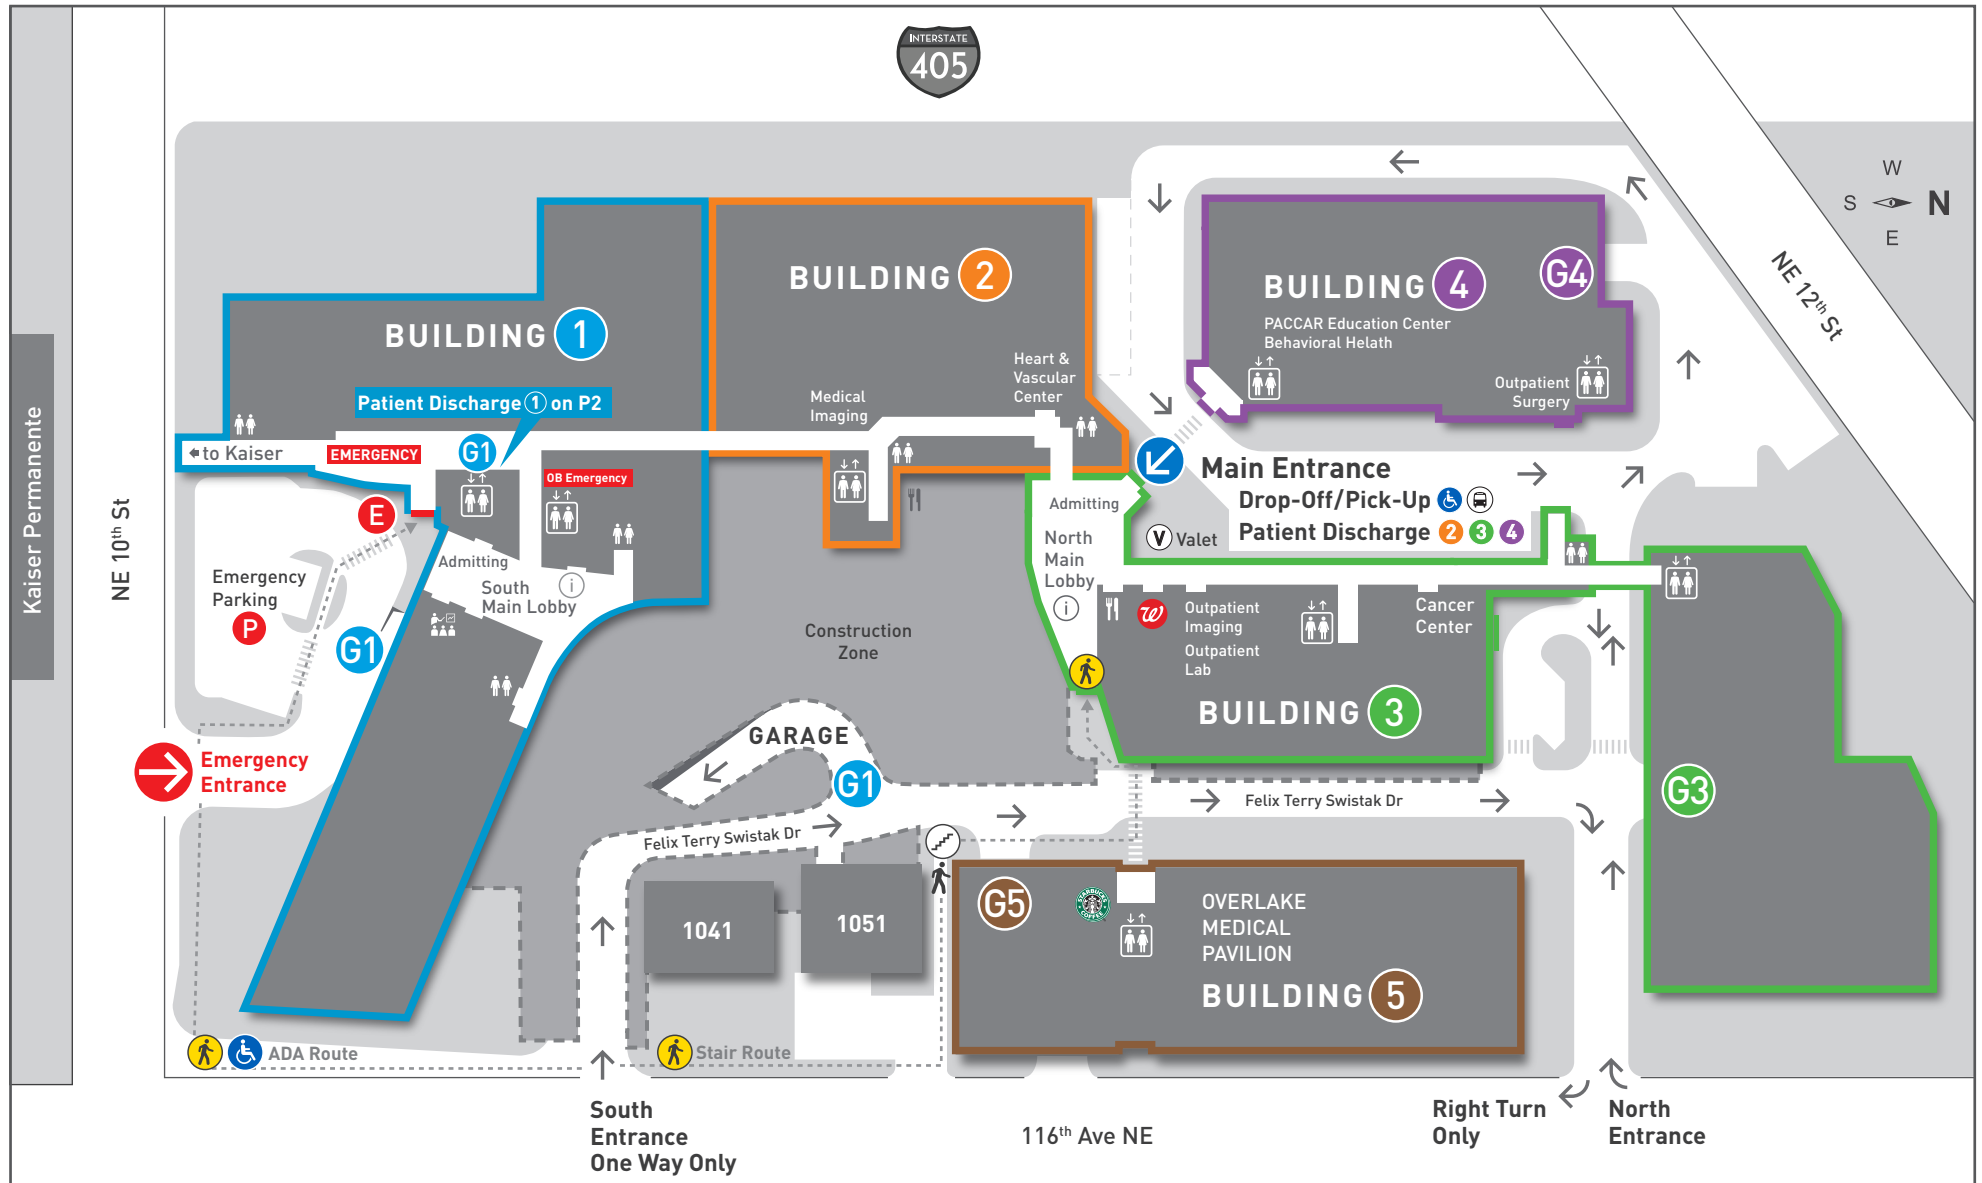 INTERSTATE
405
W
S
N
E
NE 12th St
Kaiser Permanente
NE 10th St
BUILDING 1
Patient Discharge 1 on P2
to Kaiser
EMERGENCY
G1
OB Emergency
E
Admitting
South
Main Lobby
i
Emergency
Parking
P
G1
Emergency
Entrance
BUILDING 2
Medical
Imaging
Heart &
Vascular
Center
BUILDING 4
G4
PACCAR Education Center
Behavioral Helath
Outpatient
Surgery
Main Entrance
Drop-Off/Pick-Up
Patient Discharge 2 3 4
V Valet
Admitting
North
Main
Lobby
i
W
Outpatient
Imaging
Outpatient
Lab
Cancer
Center
BUILDING 3
G3
Construction
Zone
GARAGE
G1
Felix Terry Swistak Dr
Felix Terry Swistak Dr
1041
1051
G5
STARBUCKS
COFFEE
OVERLAKE
MEDICAL
PAVILION
BUILDING 5
ADA Route
Stair Route
South
Entrance
One Way Only
116th Ave NE
Right Turn
Only
North
Entrance